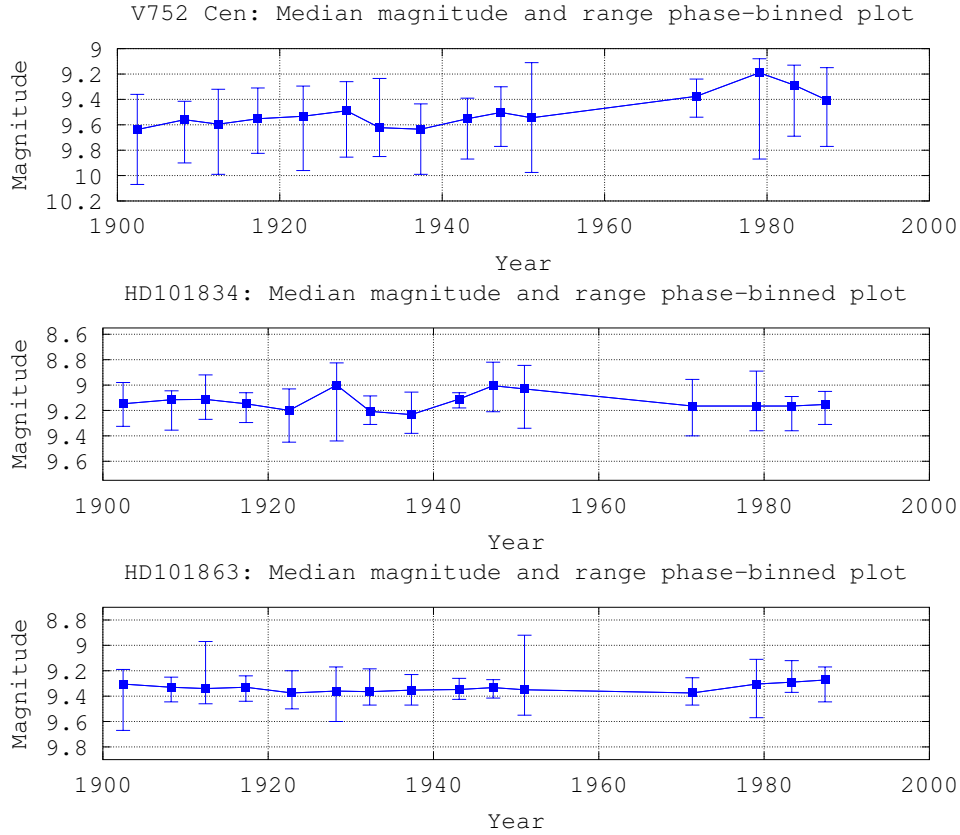 V752 Cen: Median magnitude and range phase-binned plot
Magnitude
9
9.2
9.4
9.6
9.8
10
10.2
1900 1920 1940 1960 1980 2000
Year
HD101834: Median magnitude and range phase-binned plot
Magnitude
8.6
8.8
9
9.2
9.4
9.6
1900 1920 1940 1960 1980 2000
Year
HD101863: Median magnitude and range phase-binned plot
Magnitude
8.8
9
9.2
9.4
9.6
9.8
1900 1920 1940 1960 1980 2000
Year